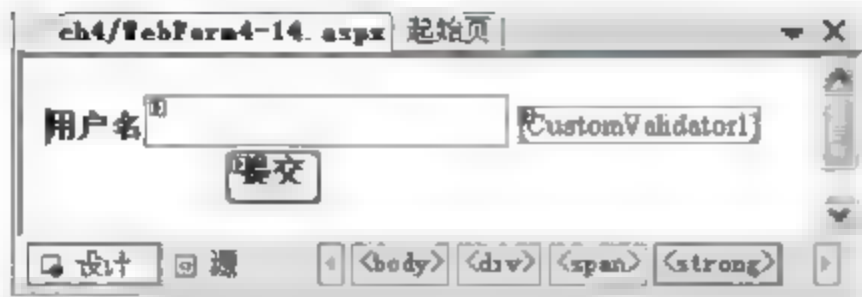 ch4/WebForm4-14.aspx 起始页
用户名 [CustomValidator1]
提交
设计 源 <body> <div> <span> <strong>